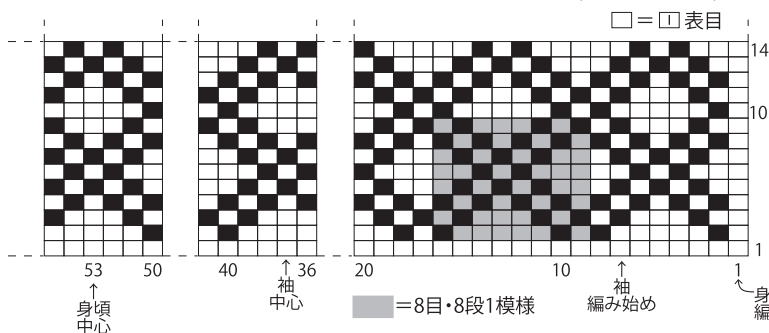 □=□表目
14
10
1
53 50
40 36
20 10 1
↑
身頃
中心
↑
袖
中心
=8目・8段1模様
↑
袖
編み始め
身
編